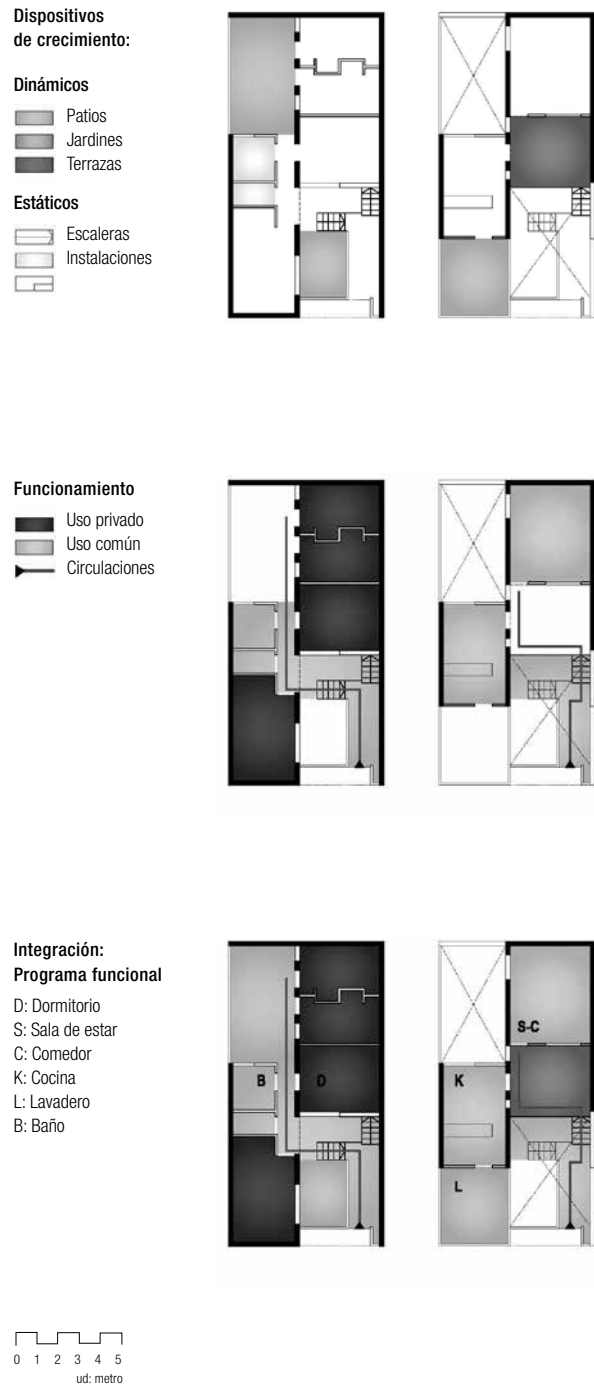 Dispositivos
de crecimiento:
Dinámicos
Patios
Jardines
Terrazas
Estáticos
Escaleras
Instalaciones
Funcionamiento
Uso privado
Uso común
Circulaciones
Integración:
Programa funcional
D: Dormitorio
S: Sala de estar
C: Comedor
K: Cocina
L: Lavadero
B: Baño
B D
S-C
K
L
0 1 2 3 4 5
ud: metro